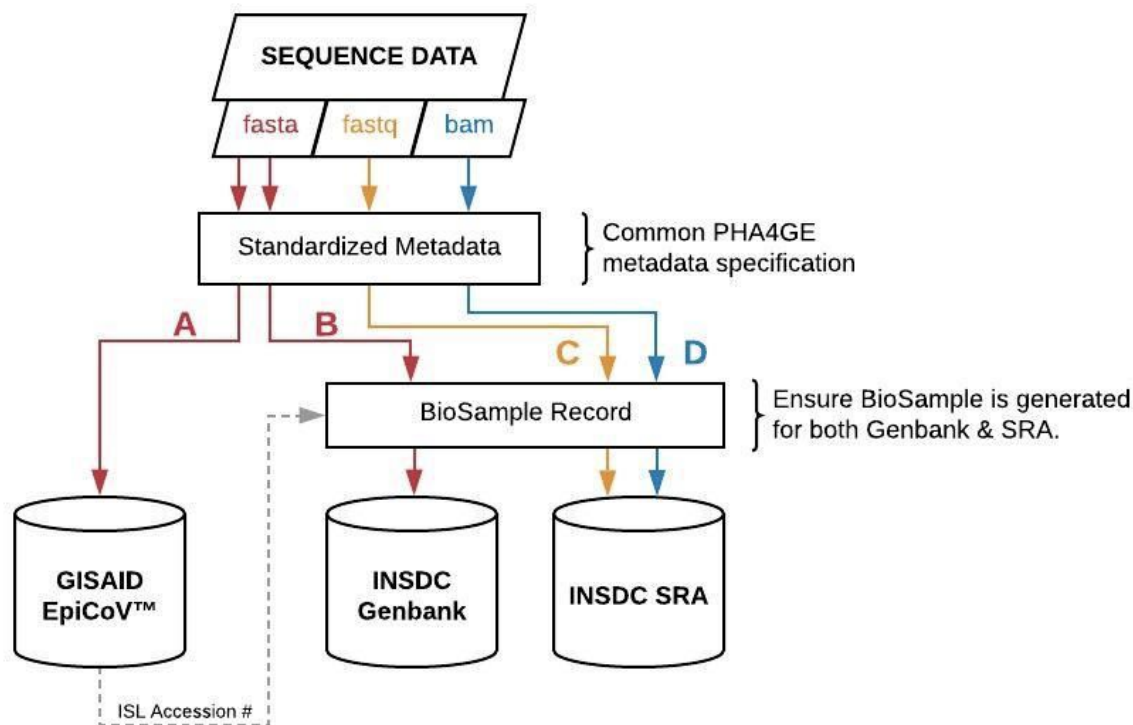 SEQUENCE DATA
fasta
fastq
bam
Standardized Metadata
Common PHA4GE
metadata specification
A
B
C
D
BioSample Record
Ensure BioSample is generated
for both Genbank & SRA.
GISAID
EpiCoV™
INSDC
Genbank
INSDC SRA
ISL Accession #